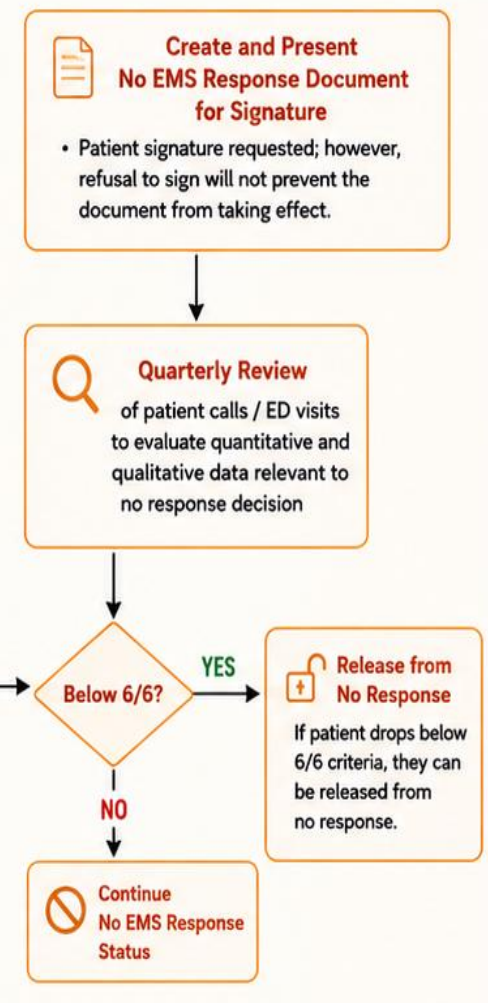 Create and Present
No EMS Response Document
for Signature
• Patient signature requested; however,
refusal to sign will not prevent the
document from taking effect.
Quarterly Review
of patient calls / ED visits
to evaluate quantitative and
qualitative data relevant to
no response decision
Below 6/6?
YES
Release from
No Response
If patient drops below
6/6 criteria, they can
be released from
no response.
NO
Continue
No EMS Response
Status